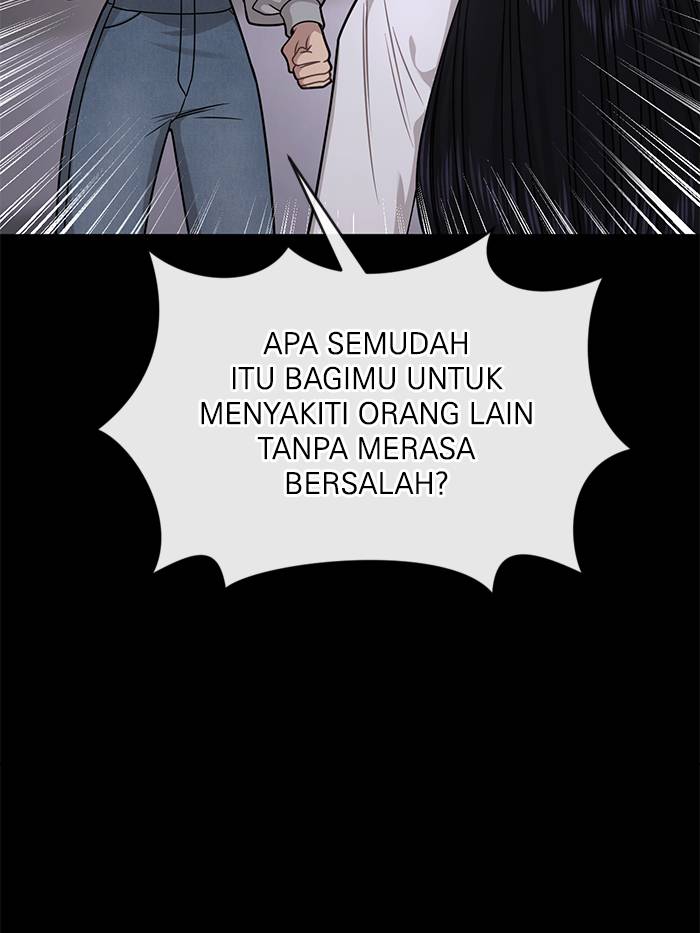 APA SEMUDAH
ITU BAGIMU UNTUK
MENYAKITI ORANG LAIN
TANPA MERASA
BERSALAH?